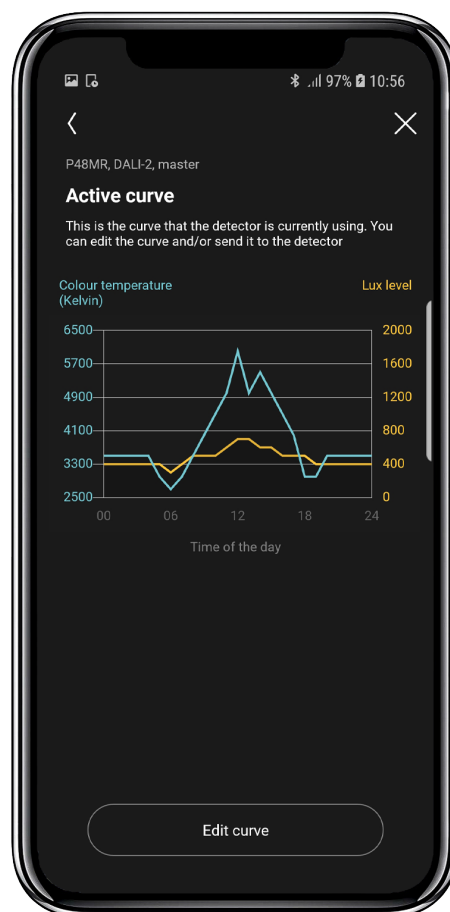 97% 10:56
P48MR, DALI-2, master
Active curve
This is the curve that the detector is currently using. You
can edit the curve and/or send it to the detector
Colour temperature
(Kelvin)
Lux level
6500 2000
5700 1600
4900 1200
4100 800
3300 400
2500 0
00 06 12 18 24
Time of the day
Edit curve